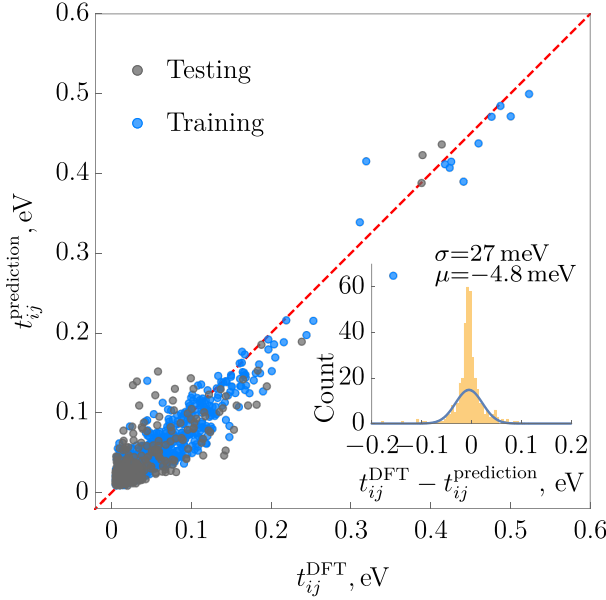 0.6
0.5
0.4
0.3
0.2
0.1
0
Testing
Training
t_{ij}^{prediction}, eV
σ=27 meV
μ=−4.8 meV
60
40
20
0
Count
−0.2 −0.1 0 0.1 0.2
t_{ij}^{DFT} − t_{ij}^{prediction}, eV
0 0.1 0.2 0.3 0.4 0.5 0.6
t_{ij}^{DFT}, eV